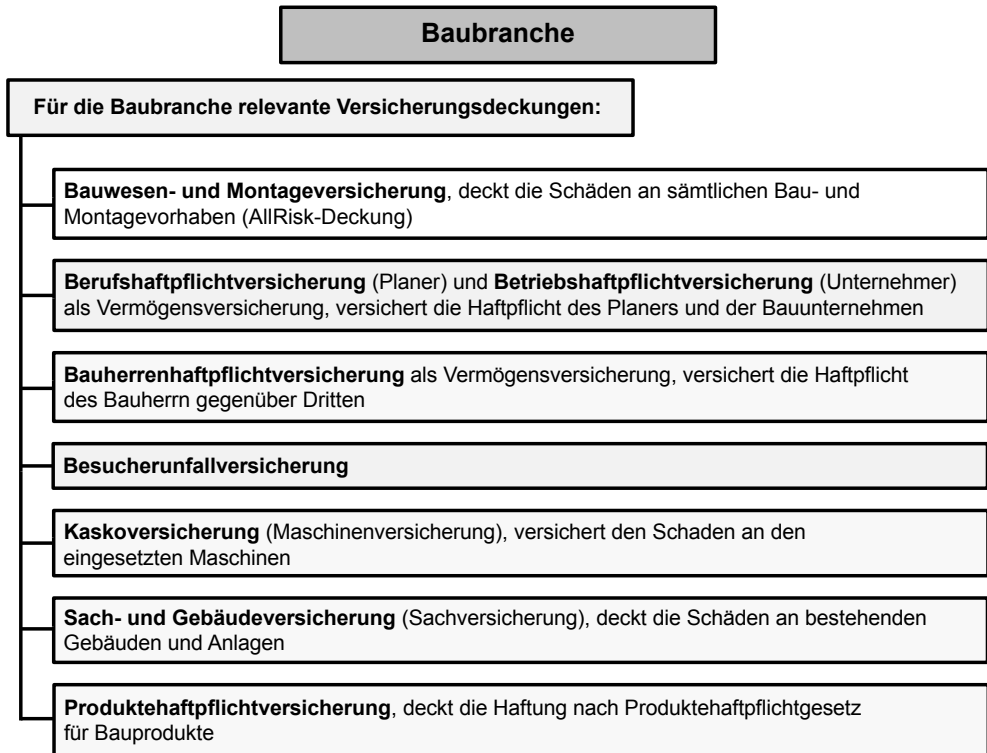 Baubranche
Für die Baubranche relevante Versicherungsdeckungen:
Bauwesen- und Montageversicherung, deckt die Schäden an sämtlichen Bau- und
Montagevorhaben (AllRisk-Deckung)
Berufshaftpflichtversicherung (Planer) und Betriebshaftpflichtversicherung (Unternehmer)
als Vermögensversicherung, versichert die Haftpflicht des Planers und der Bauunternehmen
Bauherrenhaftpflichtversicherung als Vermögensversicherung, versichert die Haftpflicht
des Bauherrn gegenüber Dritten
Besucherunfallversicherung
Kaskoversicherung (Maschinenversicherung), versichert den Schaden an den
eingesetzten Maschinen
Sach- und Gebäudeversicherung (Sachversicherung), deckt die Schäden an bestehenden
Gebäuden und Anlagen
Produktehaftpflichtversicherung, deckt die Haftung nach Produktehaftpflichtgesetz
für Bauprodukte